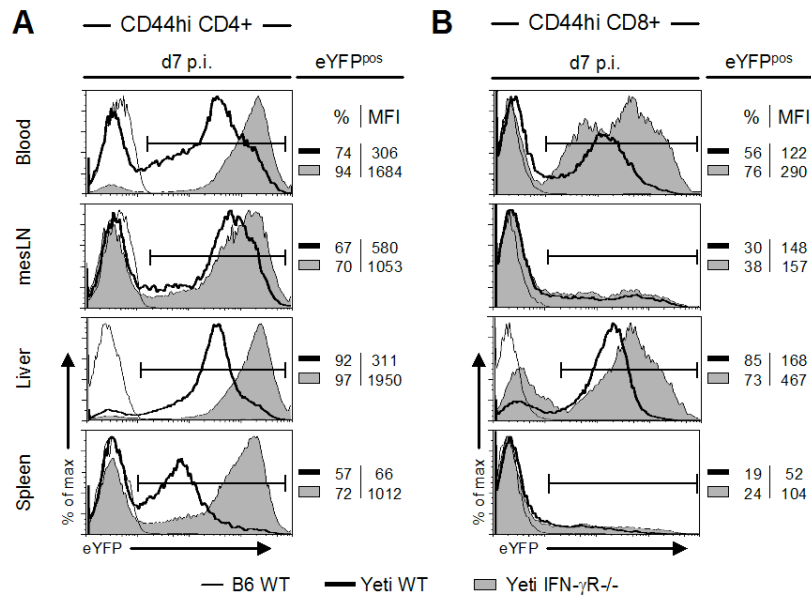 A CD44hi CD4+ B CD44hi CD8+
d7 p.i. eYFPpos d7 p.i. eYFPpos
% MFI % MFI
Blood 74 306 56 122
94 1684 76 290
mesLN 67 580 30 148
70 1053 38 157
Liver 92 311 85 168
97 1950 73 467
Spleen 57 66 19 52
72 1012 24 104
% of max % of max
eYFP eYFP
B6 WT Yeti WT Yeti IFN-γR-/-